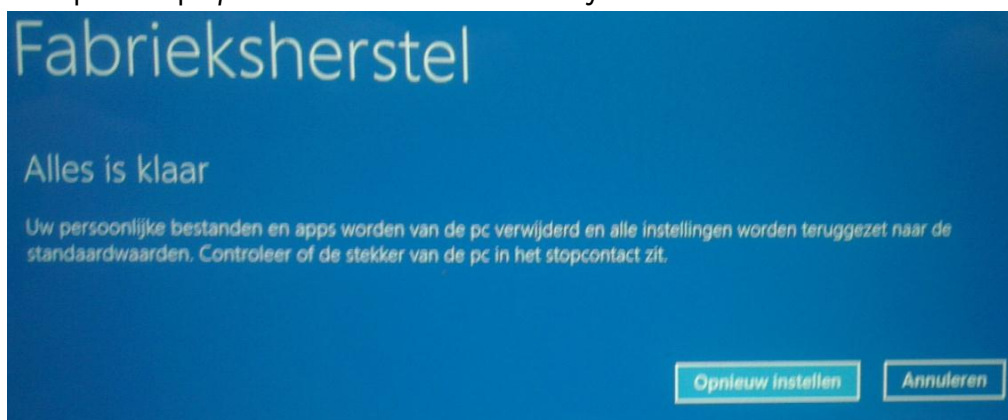 Fabrieksherstel
Alles is klaar
Uw persoonlijke bestanden en apps worden van de pc verwijderd en alle instellingen worden teruggezet naar de
standaardwaarden. Controleer of de stekker van de pc in het stopcontact zit.
Opnieuw instellen
Annuleren